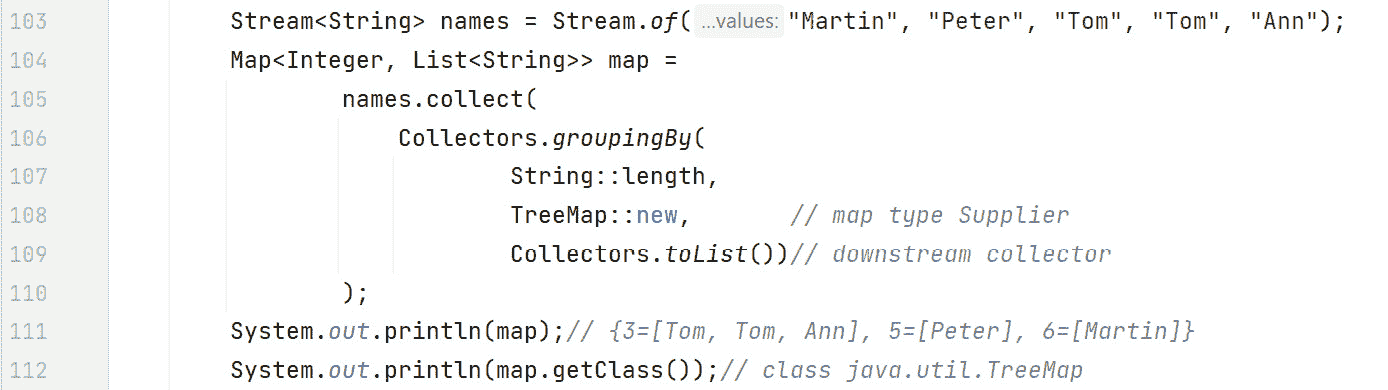 103 Stream<String> names = Stream.of( ...values: "Martin", "Peter", "Tom", "Tom", "Ann");
104 Map<Integer, List<String>> map =
105 names.collect(
106 Collectors.groupingBy(
107 String::length,
108 TreeMap::new, // map type Supplier
109 Collectors.toList())// downstream collector
110 );
111 System.out.println(map);// {3=[Tom, Tom, Ann], 5=[Peter], 6=[Martin]}
112 System.out.println(map.getClass());// class java.util.TreeMap